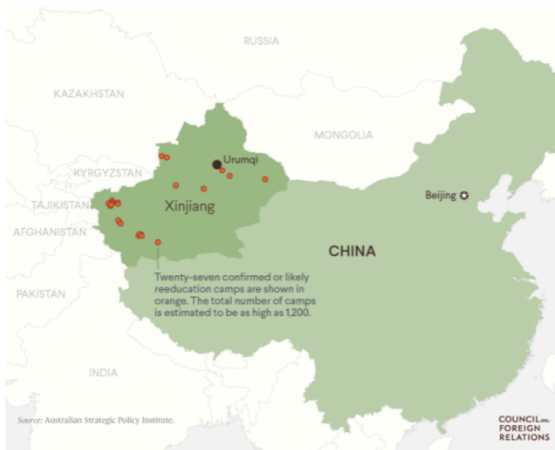 RUSSIA
KAZAKHSTAN
MONGOLIA
Urumqi
KYRGYZSTAN
Beijing
TAJIKISTAN
Xinjiang
AFGHANISTAN
CHINA
Twenty-seven confirmed or likely
reeducation camps are shown in
orange. The total number of camps
is estimated to be as high as 1,200.
PAKISTAN
INDIA
Source: Australian Strategic Policy Institute.
COUNCIL on
FOREIGN
RELATIONS